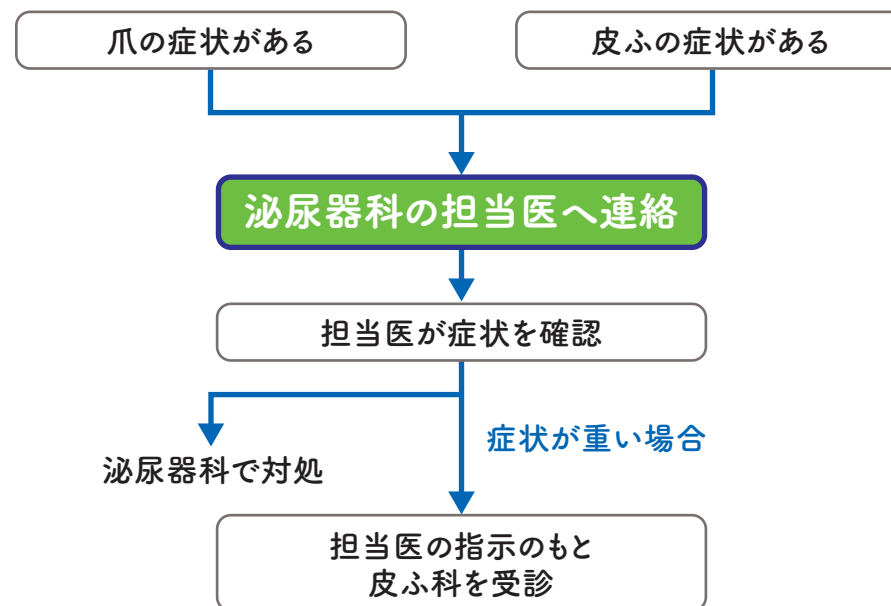 爪の症状がある
皮ふの症状がある
泌尿器科の担当医へ連絡
担当医が症状を確認
症状が重い場合
泌尿器科で対処
担当医の指示のもと
皮ふ科を受診